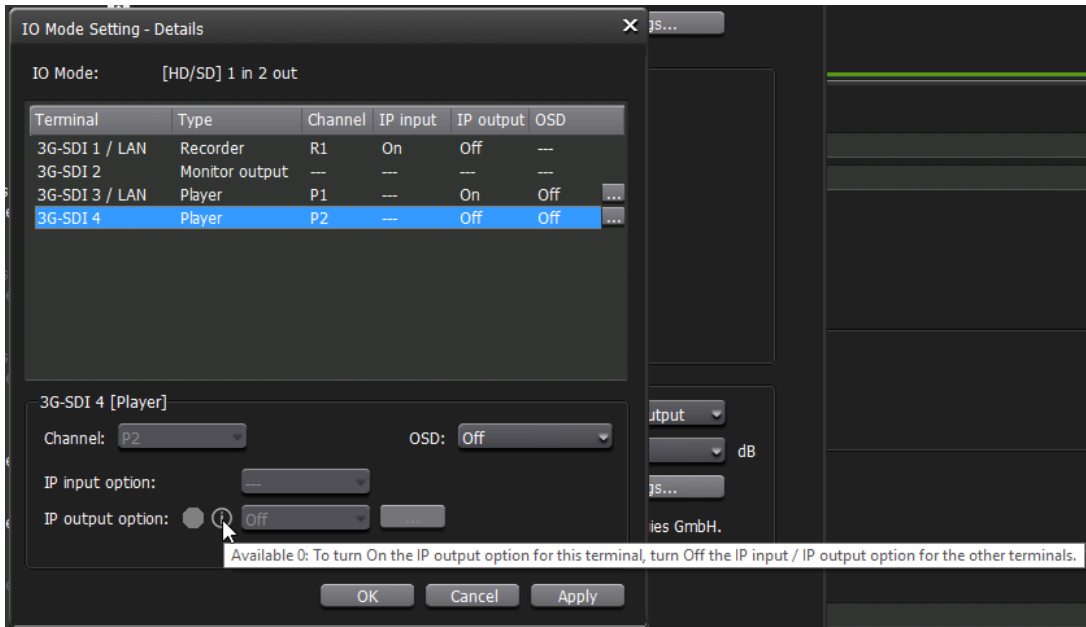 IO Mode Setting - Details
gs...
IO Mode: [HD/SD] 1 in 2 out
Terminal Type Channel IP input IP output OSD
3G-SDI 1 / LAN Recorder R1 On Off ---
3G-SDI 2 Monitor output --- --- --- ---
3G-SDI 3 / LAN Player P1 --- On Off ...
3G-SDI 4 Player P2 --- Off Off ...
3G-SDI 4 [Player]
utput
Channel: P2 OSD: Off
dB
IP input option: ---
gs...
IP output option: Off ...
ies GmbH.
Available 0: To turn On the IP output option for this terminal, turn Off the IP input / IP output option for the other terminals.
OK Cancel Apply